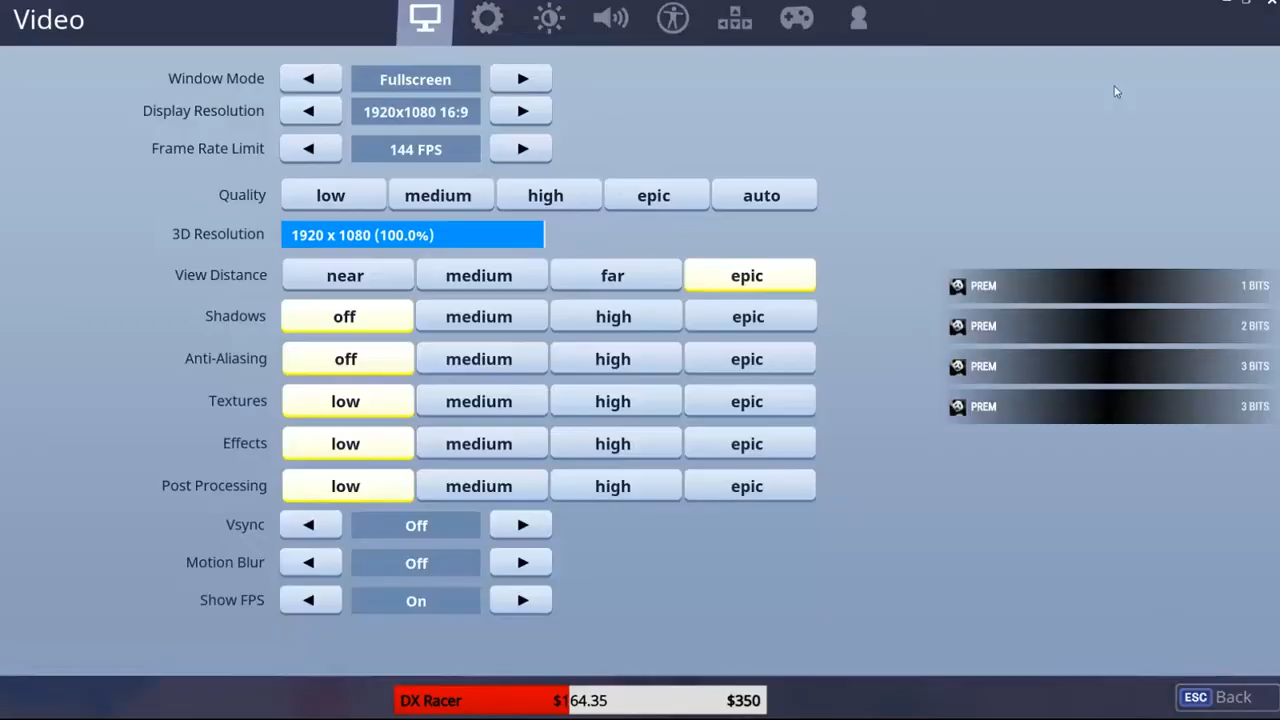 Video
Window Mode Fullscreen
Display Resolution 1920x1080 16:9
Frame Rate Limit 144 FPS
Quality low medium high epic auto
3D Resolution 1920 x 1080 (100.0%)
View Distance near medium far epic
Shadows off medium high epic
Anti-Aliasing off medium high epic
Textures low medium high epic
Effects low medium high epic
Post Processing low medium high epic
Vsync Off
Motion Blur Off
Show FPS On
PREM 1 BITS
PREM 2 BITS
PREM 3 BITS
PREM 3 BITS
DX Racer $164.35 $350
ESC Back